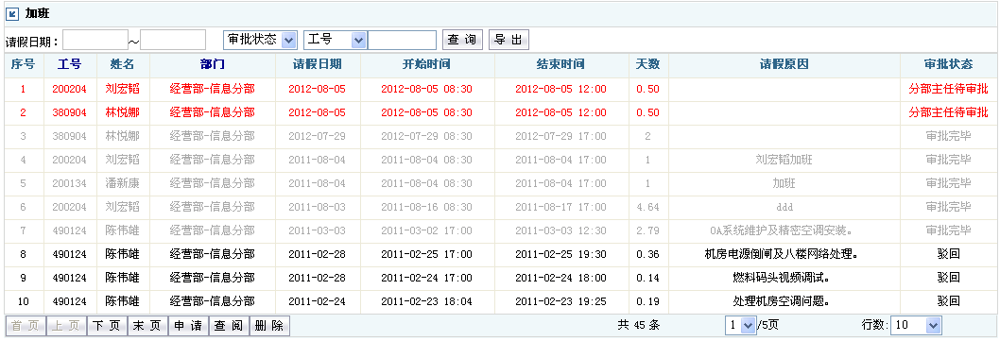 加班
请假日期： ～ 审批状态 工号 查 询 导 出
序号 工号 姓名 部门 请假日期 开始时间 结束时间 天数 请假原因 审批状态
1 200204 刘宏韬 经营部-信息分部 2012-08-05 2012-08-05 08:30 2012-08-05 12:00 0.50 分部主任待审批
2 380904 林悦娜 经营部-信息分部 2012-08-05 2012-08-05 08:30 2012-08-05 12:00 0.50 分部主任待审批
3 380904 林悦娜 经营部-信息分部 2012-07-29 2012-07-29 08:30 2012-07-29 17:00 2 审批完毕
4 200204 刘宏韬 经营部-信息分部 2011-08-04 2011-08-04 08:30 2011-08-04 17:00 1 刘宏韬加班 审批完毕
5 200134 潘新康 经营部-信息分部 2011-08-04 2011-08-04 08:30 2011-08-04 17:00 1 加班 审批完毕
6 200204 刘宏韬 经营部-信息分部 2011-08-03 2011-08-16 08:30 2011-08-17 17:00 4.64 ddd 审批完毕
7 490124 陈伟雄 经营部-信息分部 2011-03-03 2011-03-02 17:00 2011-03-03 12:30 2.79 OA系统维护及精密空调安装。 审批完毕
8 490124 陈伟雄 经营部-信息分部 2011-02-28 2011-02-25 17:00 2011-02-25 19:30 0.36 机房电源倒闸及八楼网络处理。 驳回
9 490124 陈伟雄 经营部-信息分部 2011-02-28 2011-02-24 17:00 2011-02-24 18:00 0.14 燃料码头视频调试。 驳回
10 490124 陈伟雄 经营部-信息分部 2011-02-24 2011-02-23 18:04 2011-02-23 19:25 0.19 处理机房空调问题。 驳回
首 页 上 页 下 页 末 页 申 请 查 阅 删 除 共 45 条 1 /5页 行数: 10